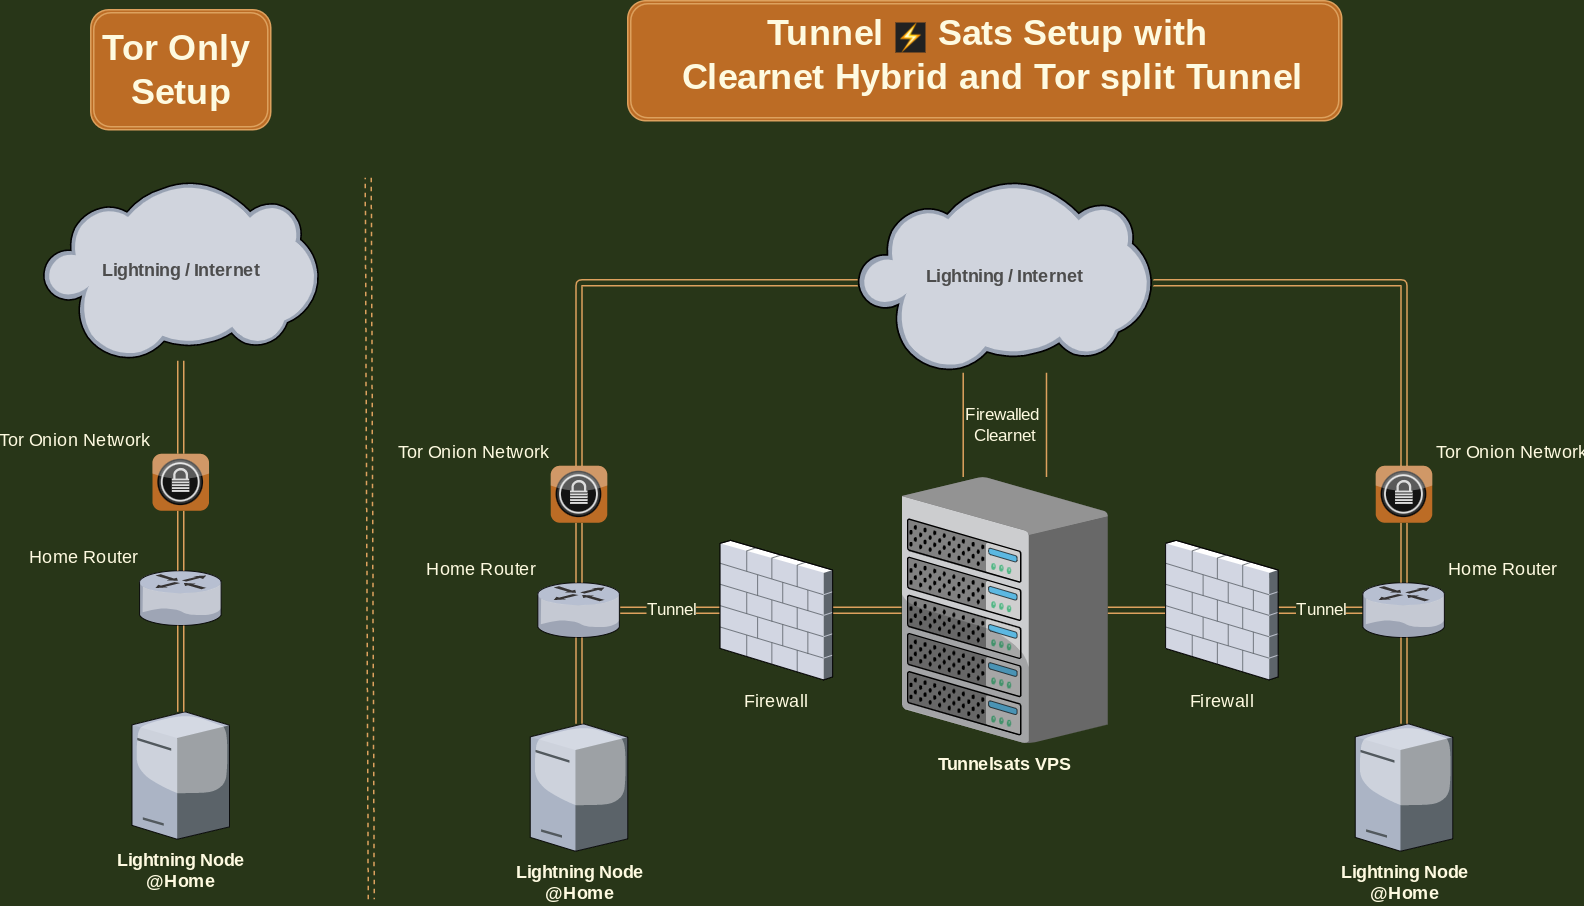 Tor Only
Setup
Tunnel ⚡ Sats Setup with
Clearnet Hybrid and Tor split Tunnel
Lightning / Internet
Tor Onion Network
Home Router
Lightning Node
@Home
Lightning / Internet
Firewalled
Clearnet
Tor Onion Network
Home Router
Tunnel
Firewall
Tunnelsats VPS
Lightning Node
@Home
Tor Onion Network
Home Router
Tunnel
Firewall
Lightning Node
@Home